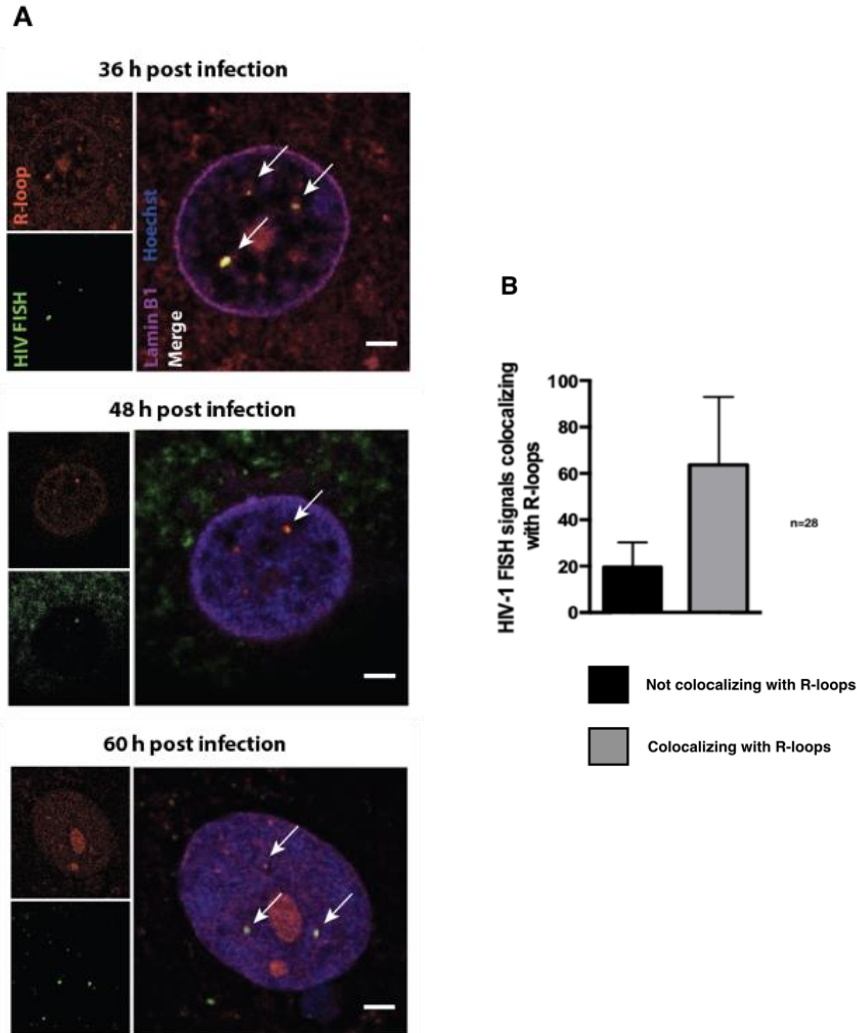 A
36 h post infection
R-loop
HIV FISH
Lamin B1 Hoechst
Merge
48 h post infection
60 h post infection
B
HIV-1 FISH signals colocalizing
with R-loops
100
80
60
40
20
0
n=28
Not colocalizing with R-loops
Colocalizing with R-loops